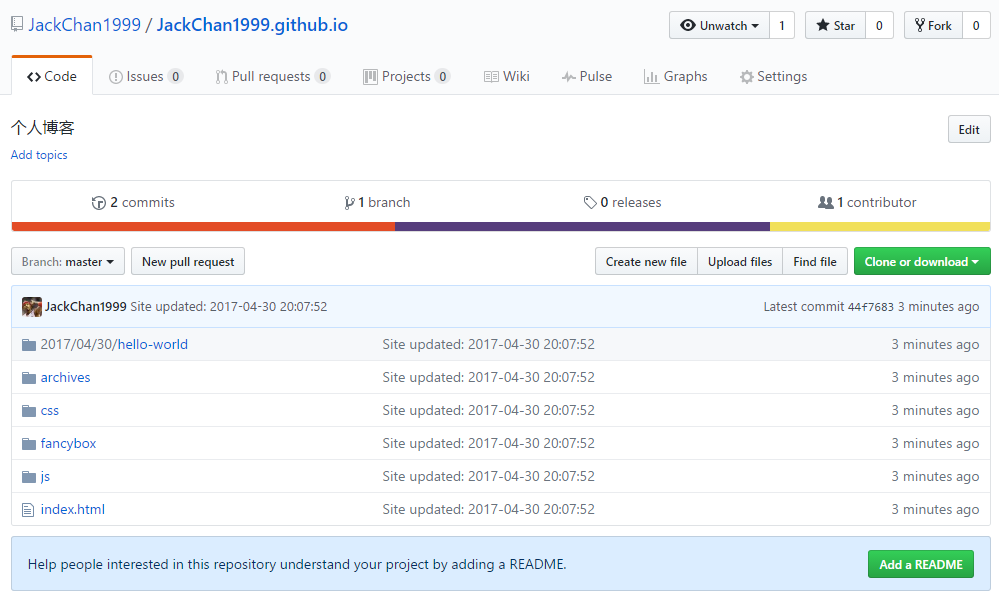 JackChan1999 / JackChan1999.github.io Unwatch 1 Star 0 Fork 0
Code Issues 0 Pull requests 0 Projects 0 Wiki Pulse Graphs Settings
个人博客 Edit
Add topics
2 commits 1 branch 0 releases 1 contributor
Branch: master New pull request Create new file Upload files Find file Clone or download
JackChan1999 Site updated: 2017-04-30 20:07:52 Latest commit 44f7683 3 minutes ago
2017/04/30/hello-world Site updated: 2017-04-30 20:07:52 3 minutes ago
archives Site updated: 2017-04-30 20:07:52 3 minutes ago
css Site updated: 2017-04-30 20:07:52 3 minutes ago
fancybox Site updated: 2017-04-30 20:07:52 3 minutes ago
js Site updated: 2017-04-30 20:07:52 3 minutes ago
index.html Site updated: 2017-04-30 20:07:52 3 minutes ago
Help people interested in this repository understand your project by adding a README. Add a README